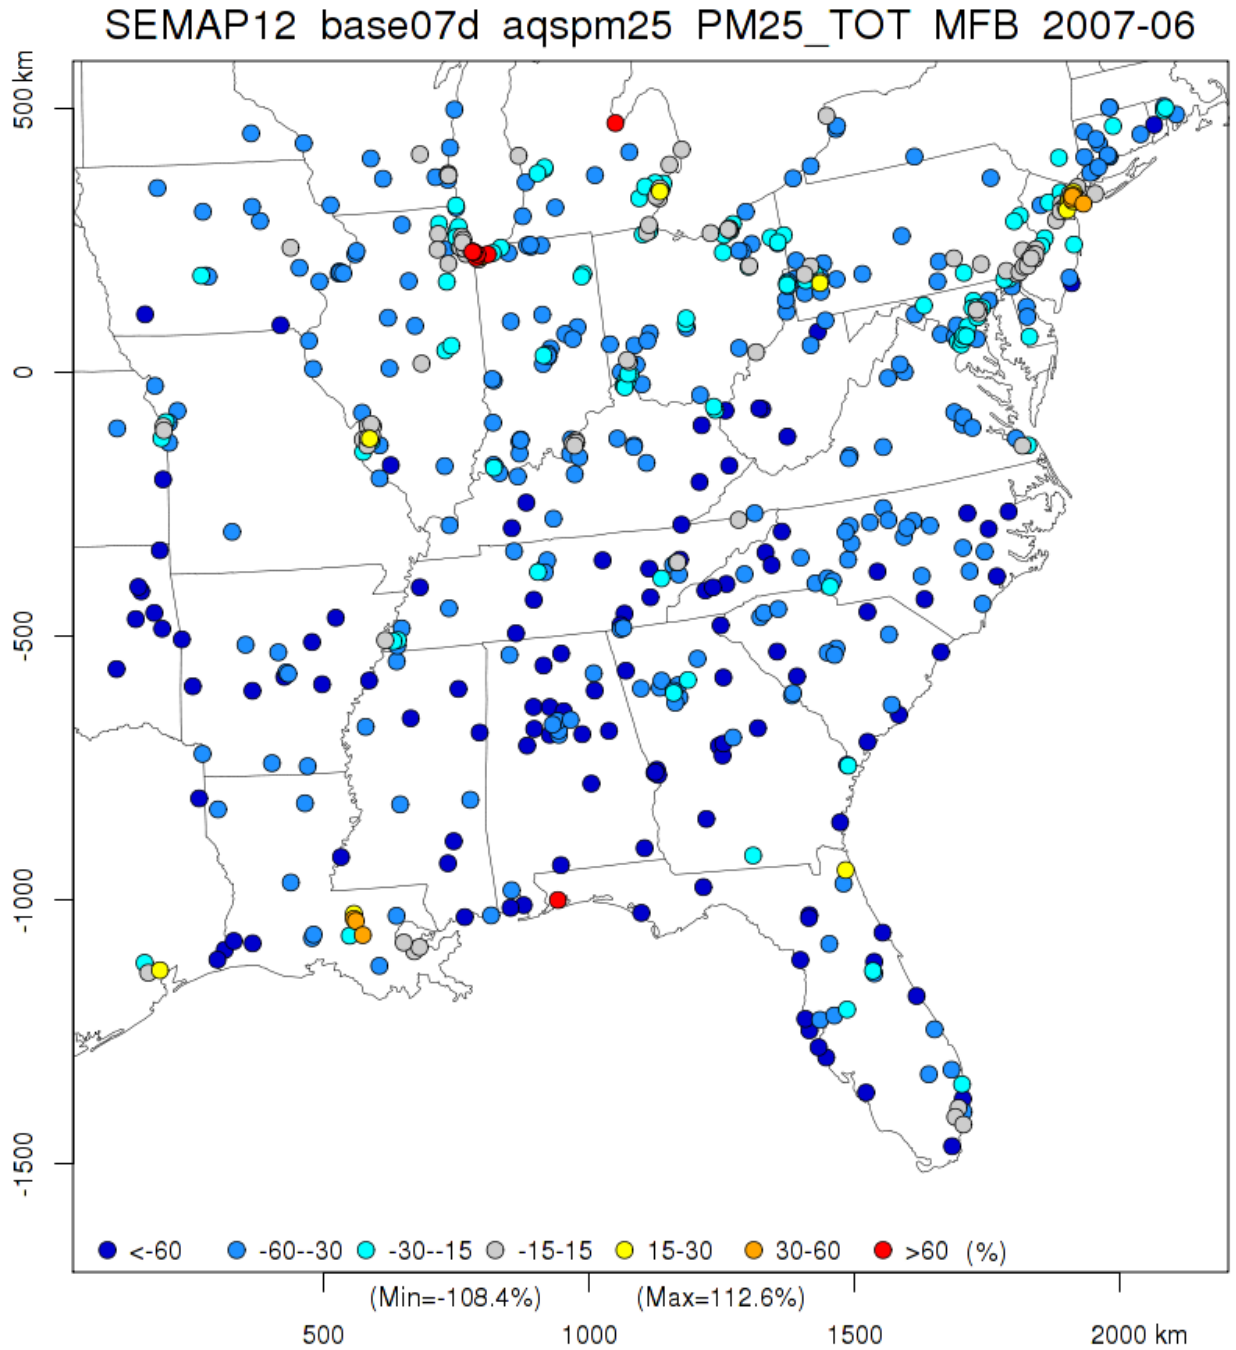 SEMAP12 base07d aqspm25 PM25_TOT MFB 2007-06
500 km
0
-500
-1000
-1500
<-60 -60--30 -30--15 -15-15 15-30 30-60 >60 (%)
(Min=-108.4%) (Max=112.6%)
500 1000 1500 2000 km